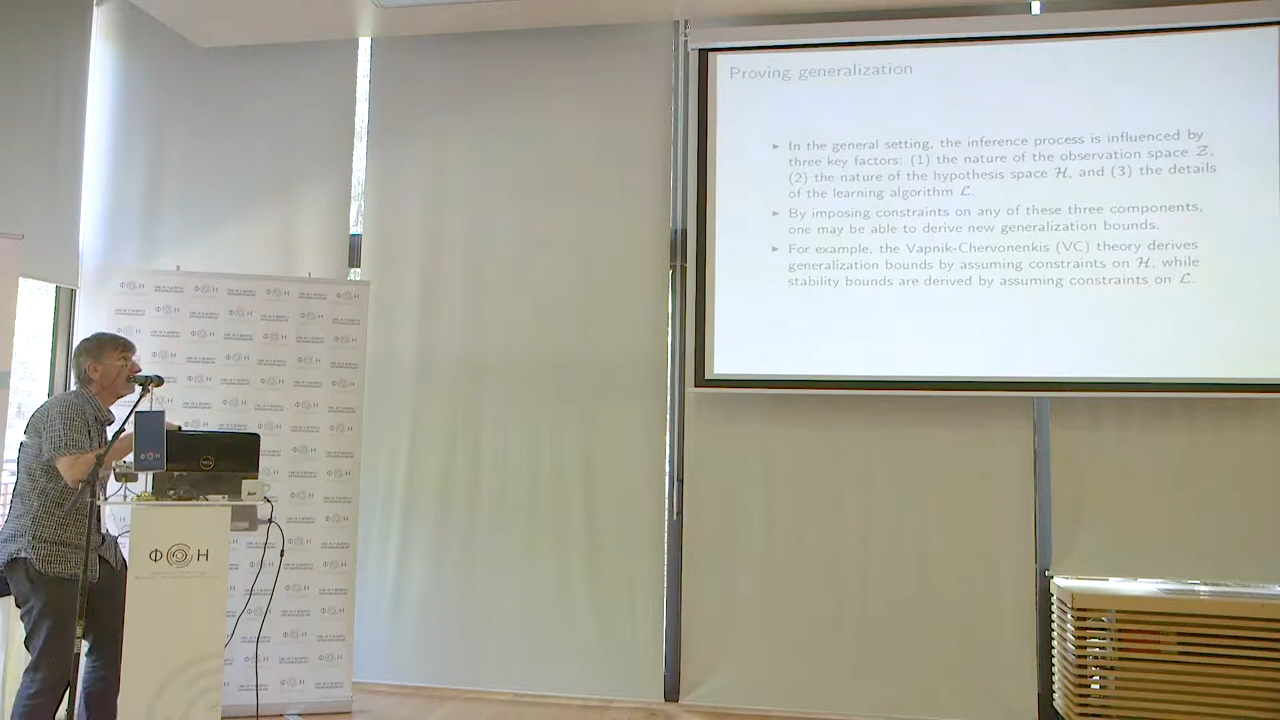 Proving generalization
▸ In the general setting, the inference process is influenced by
three key factors: (1) the nature of the observation space 𝒵,
(2) the nature of the hypothesis space ℋ, and (3) the details
of the learning algorithm ℒ.
▸ By imposing constraints on any of these three components,
one may be able to derive new generalization bounds.
▸ For example, the Vapnik-Chervonenkis (VC) theory derives
generalization bounds by assuming constraints on ℋ, while
stability bounds are derived by assuming constraints on ℒ.
ФОН
DELL
ФОН